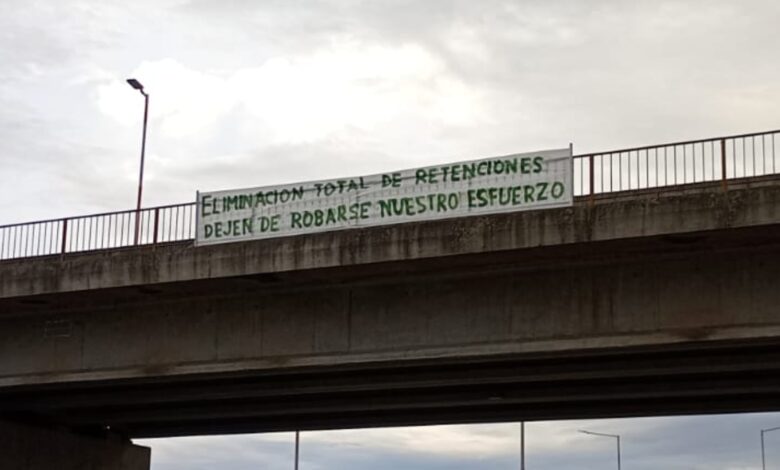 ELIMINACION TOTAL DE RETENCIONES
DEJEN DE ROBARSE NUESTRO ESFUERZO